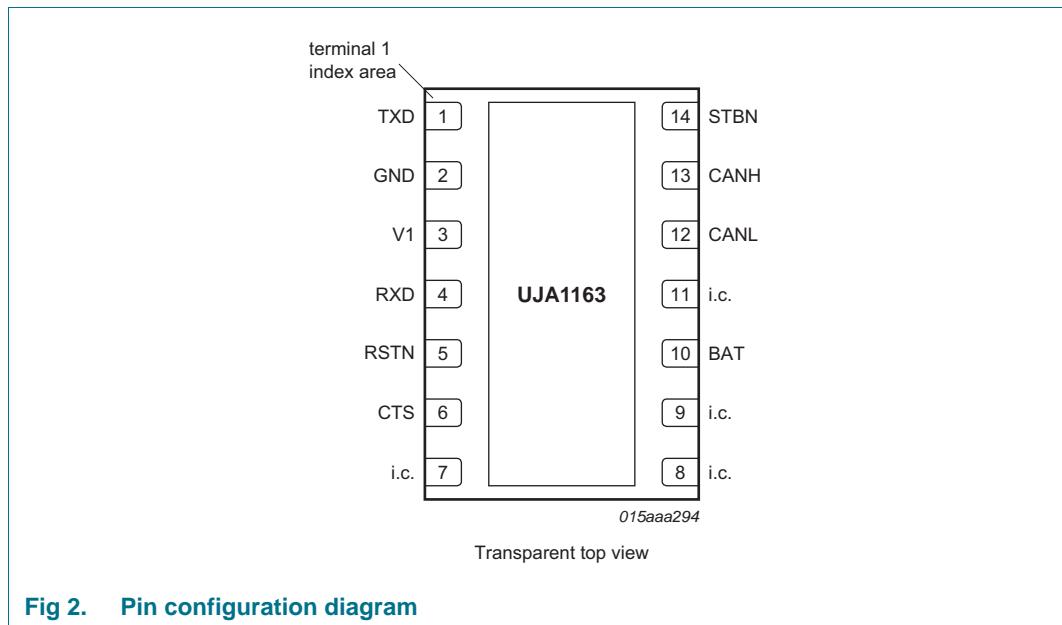 terminal 1
index area
TXD 1
14 STBN
GND 2
13 CANH
V1 3
12 CANL
RXD 4
UJA1163
11 i.c.
RSTN 5
10 BAT
CTS 6
9 i.c.
i.c. 7
8 i.c.
015aaa294
Transparent top view
Fig 2. Pin configuration diagram